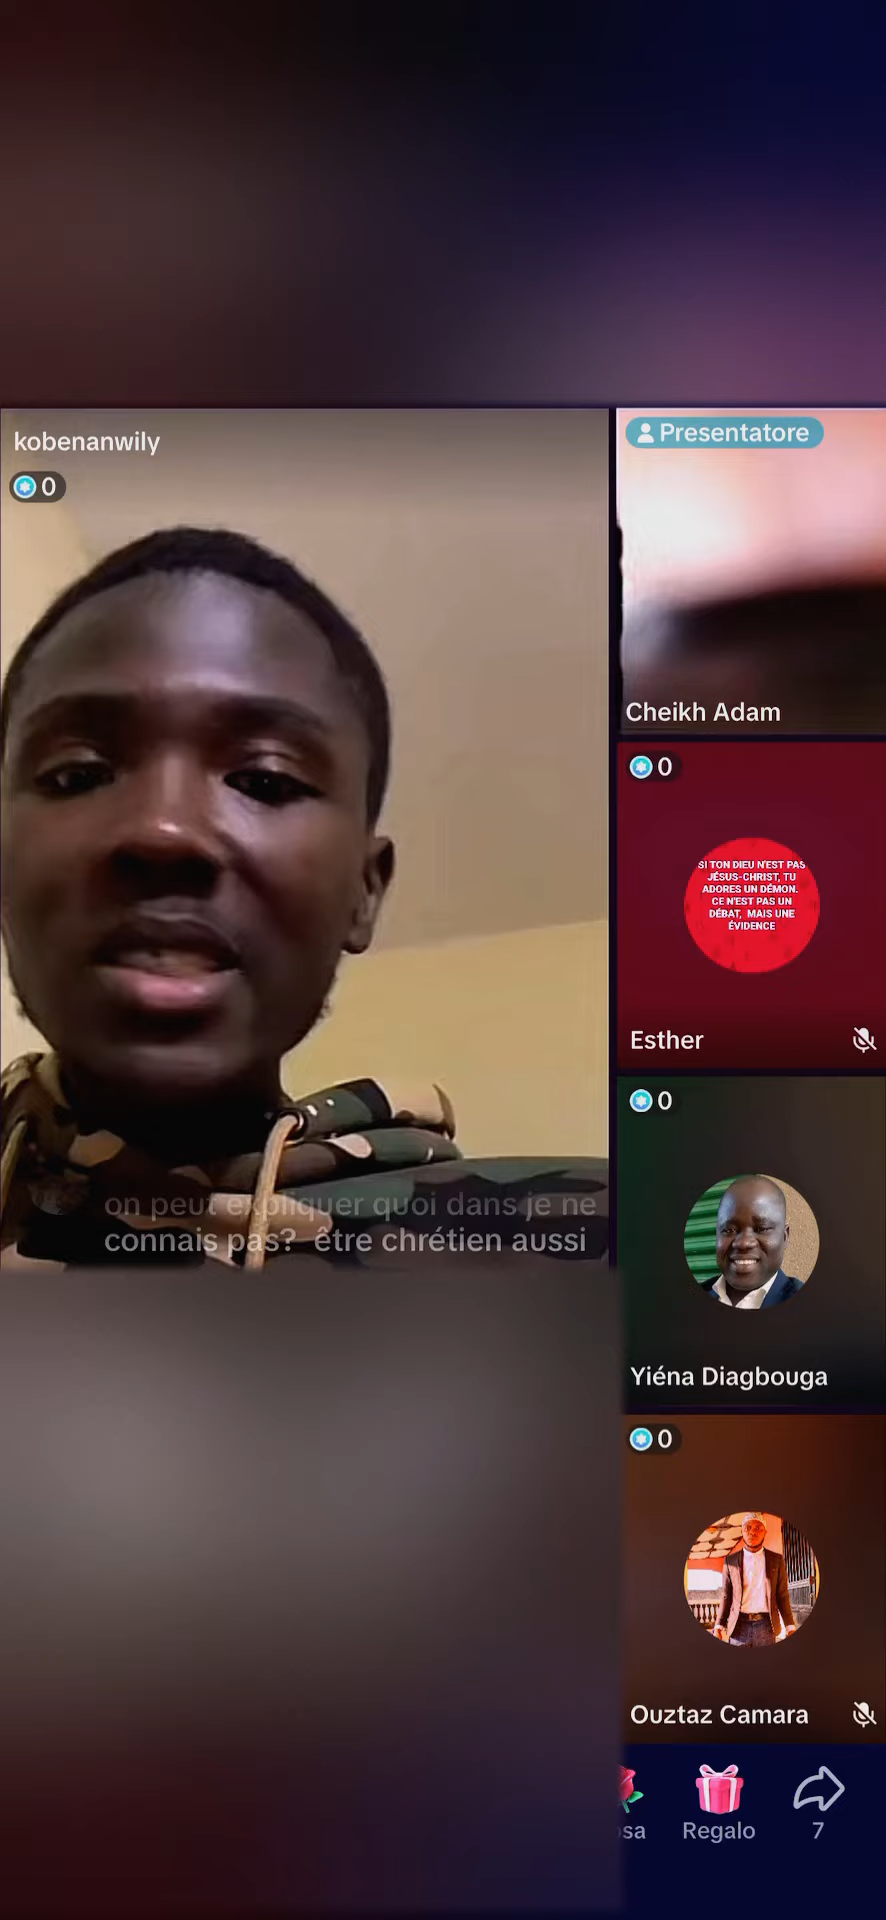 kobenanwily
0
on peut expliquer quoi dans je ne
connais pas? être chrétien aussi
Presentatore
Cheikh Adam
0
SI TON DIEU N'EST PAS
JÉSUS-CHRIST, TU
ADORES UN DÉMON.
CE N'EST PAS UN
DÉBAT, MAIS UNE
ÉVIDENCE
Esther
0
Yiéna Diagbouga
0
Ouztaz Camara
Regalo
7